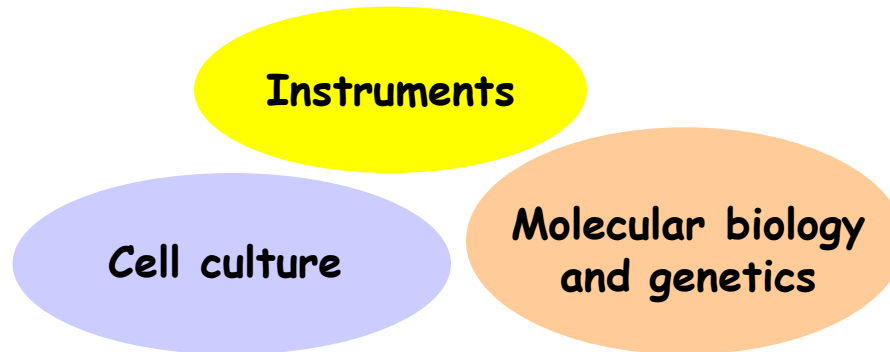 Instruments
Cell culture
Molecular biology
and genetics